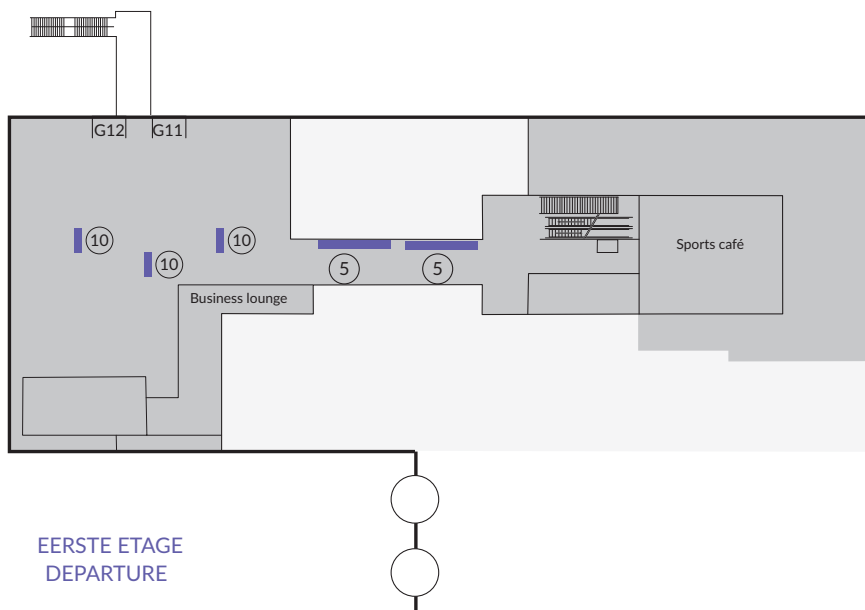 G12
G11
10
10
10
5
5
Sports café
Business lounge
EERSTE ETAGE
DEPARTURE